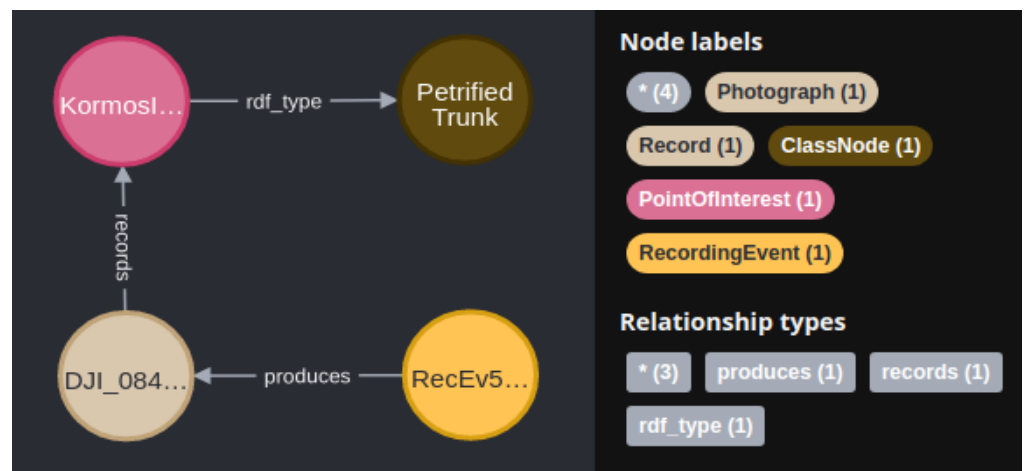 KormosI...
rdf_type
Petrified
Trunk
records
DJI_084...
produces
RecEv5...
Node labels
* (4)
Photograph (1)
Record (1)
ClassNode (1)
PointOfInterest (1)
RecordingEvent (1)
Relationship types
* (3)
produces (1)
records (1)
rdf_type (1)